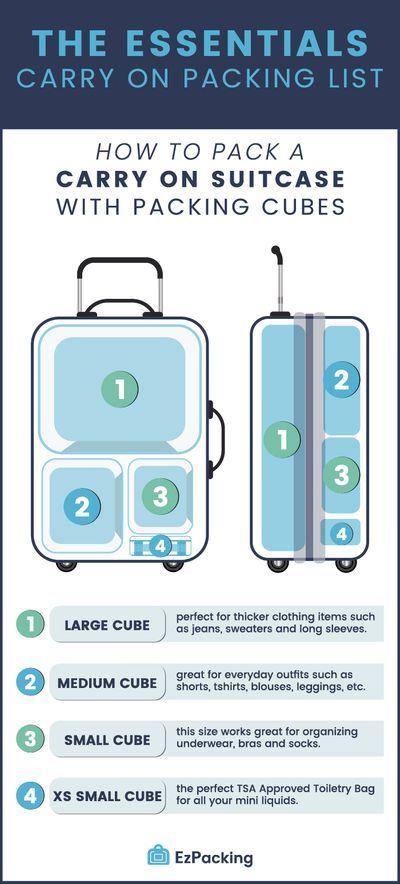 THE ESSENTIALS
CARRY ON PACKING LIST
HOW TO PACK A
CARRY ON SUITCASE
WITH PACKING CUBES
1
2
3
4
1
2
3
4
1 LARGE CUBE
perfect for thicker clothing items such
as jeans, sweaters and long sleeves.
2 MEDIUM CUBE
great for everyday outfits such as
shorts, tshirts, blouses, leggings, etc.
3 SMALL CUBE
this size works great for organizing
underwear, bras and socks.
4 XS SMALL CUBE
the perfect TSA Approved Toiletry Bag
for all your mini liquids.
EzPacking